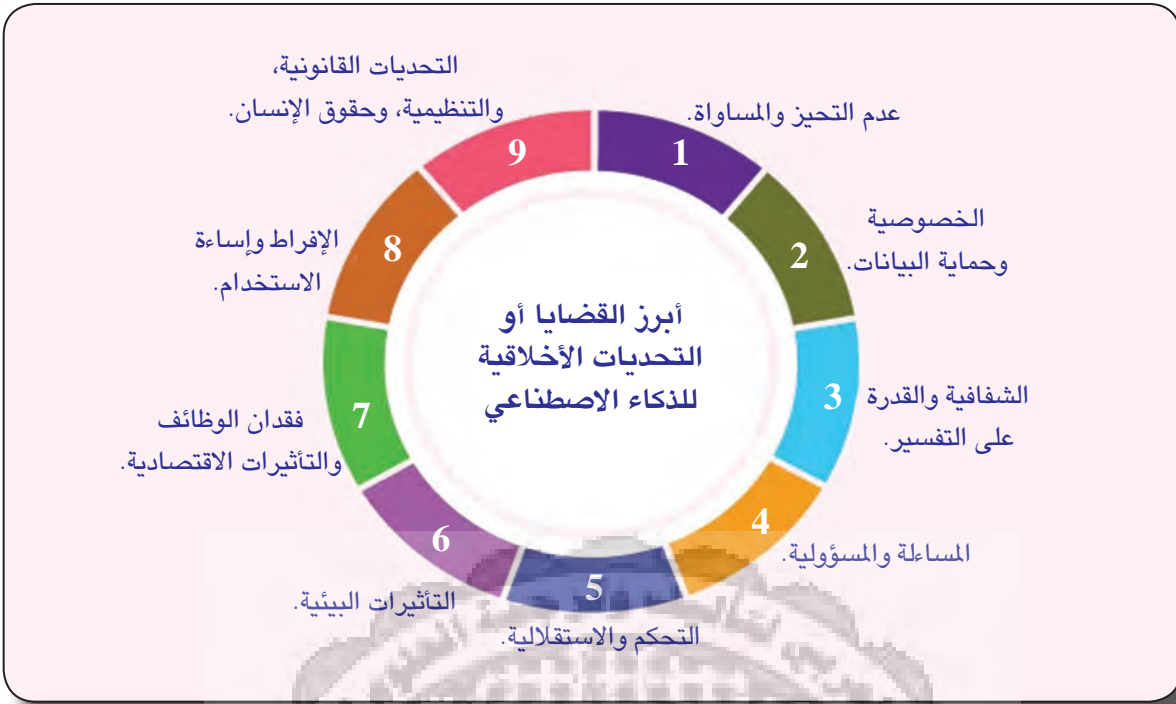 أبرز القضايا أو
التحديات الأخلاقية
للذكاء الاصطناعي
1
عدم التحيز والمساواة.
2
الخصوصية
وحماية البيانات.
3
الشفافية والقدرة
على التفسير.
4
المساءلة والمسؤولية.
5
التحكم والاستقلالية.
6
التأثيرات البيئية.
7
فقدان الوظائف
والتأثيرات الاقتصادية.
8
الإفراط وإساءة
الاستخدام.
9
التحديات القانونية،
والتنظيمية، وحقوق الإنسان.